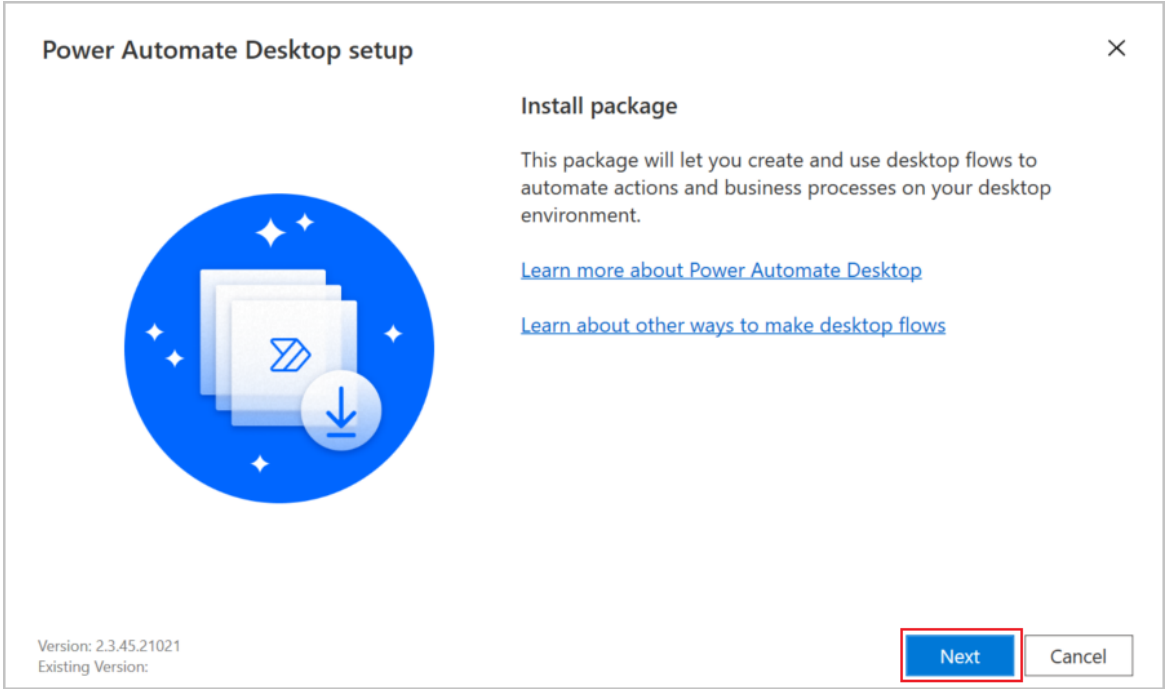 Power Automate Desktop setup
Install package
This package will let you create and use desktop flows to
automate actions and business processes on your desktop
environment.
Learn more about Power Automate Desktop
Learn about other ways to make desktop flows
Version: 2.3.45.21021
Existing Version:
Next
Cancel